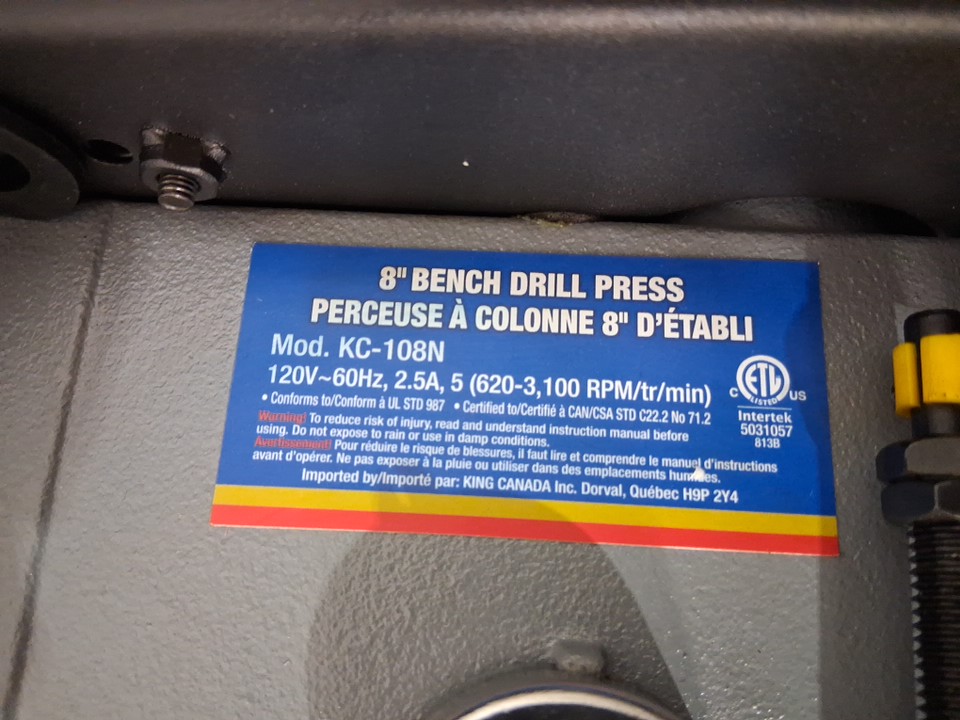 8" BENCH DRILL PRESS
PERCEUSE À COLONNE 8" D'ÉTABLI
Mod. KC-108N
120V~60Hz, 2.5A, 5 (620-3,100 RPM/tr/min)
• Conforms to/Conform à UL STD 987 • Certified to/Certifié à CAN/CSA STD C22.2 No 71.2
Warning! To reduce risk of injury, read and understand instruction manual before
using. Do not expose to rain or use in damp conditions.
Avertissement! Pour réduire le risque de blessures, il faut lire et comprendre le manuel d'instructions
avant d'opérer. Ne pas exposer à la pluie ou utiliser dans des emplacements humides.
Imported by/Importé par: KING CANADA Inc. Dorval, Québec H9P 2Y4
ETL
C LISTED US
Intertek
5031057
813B